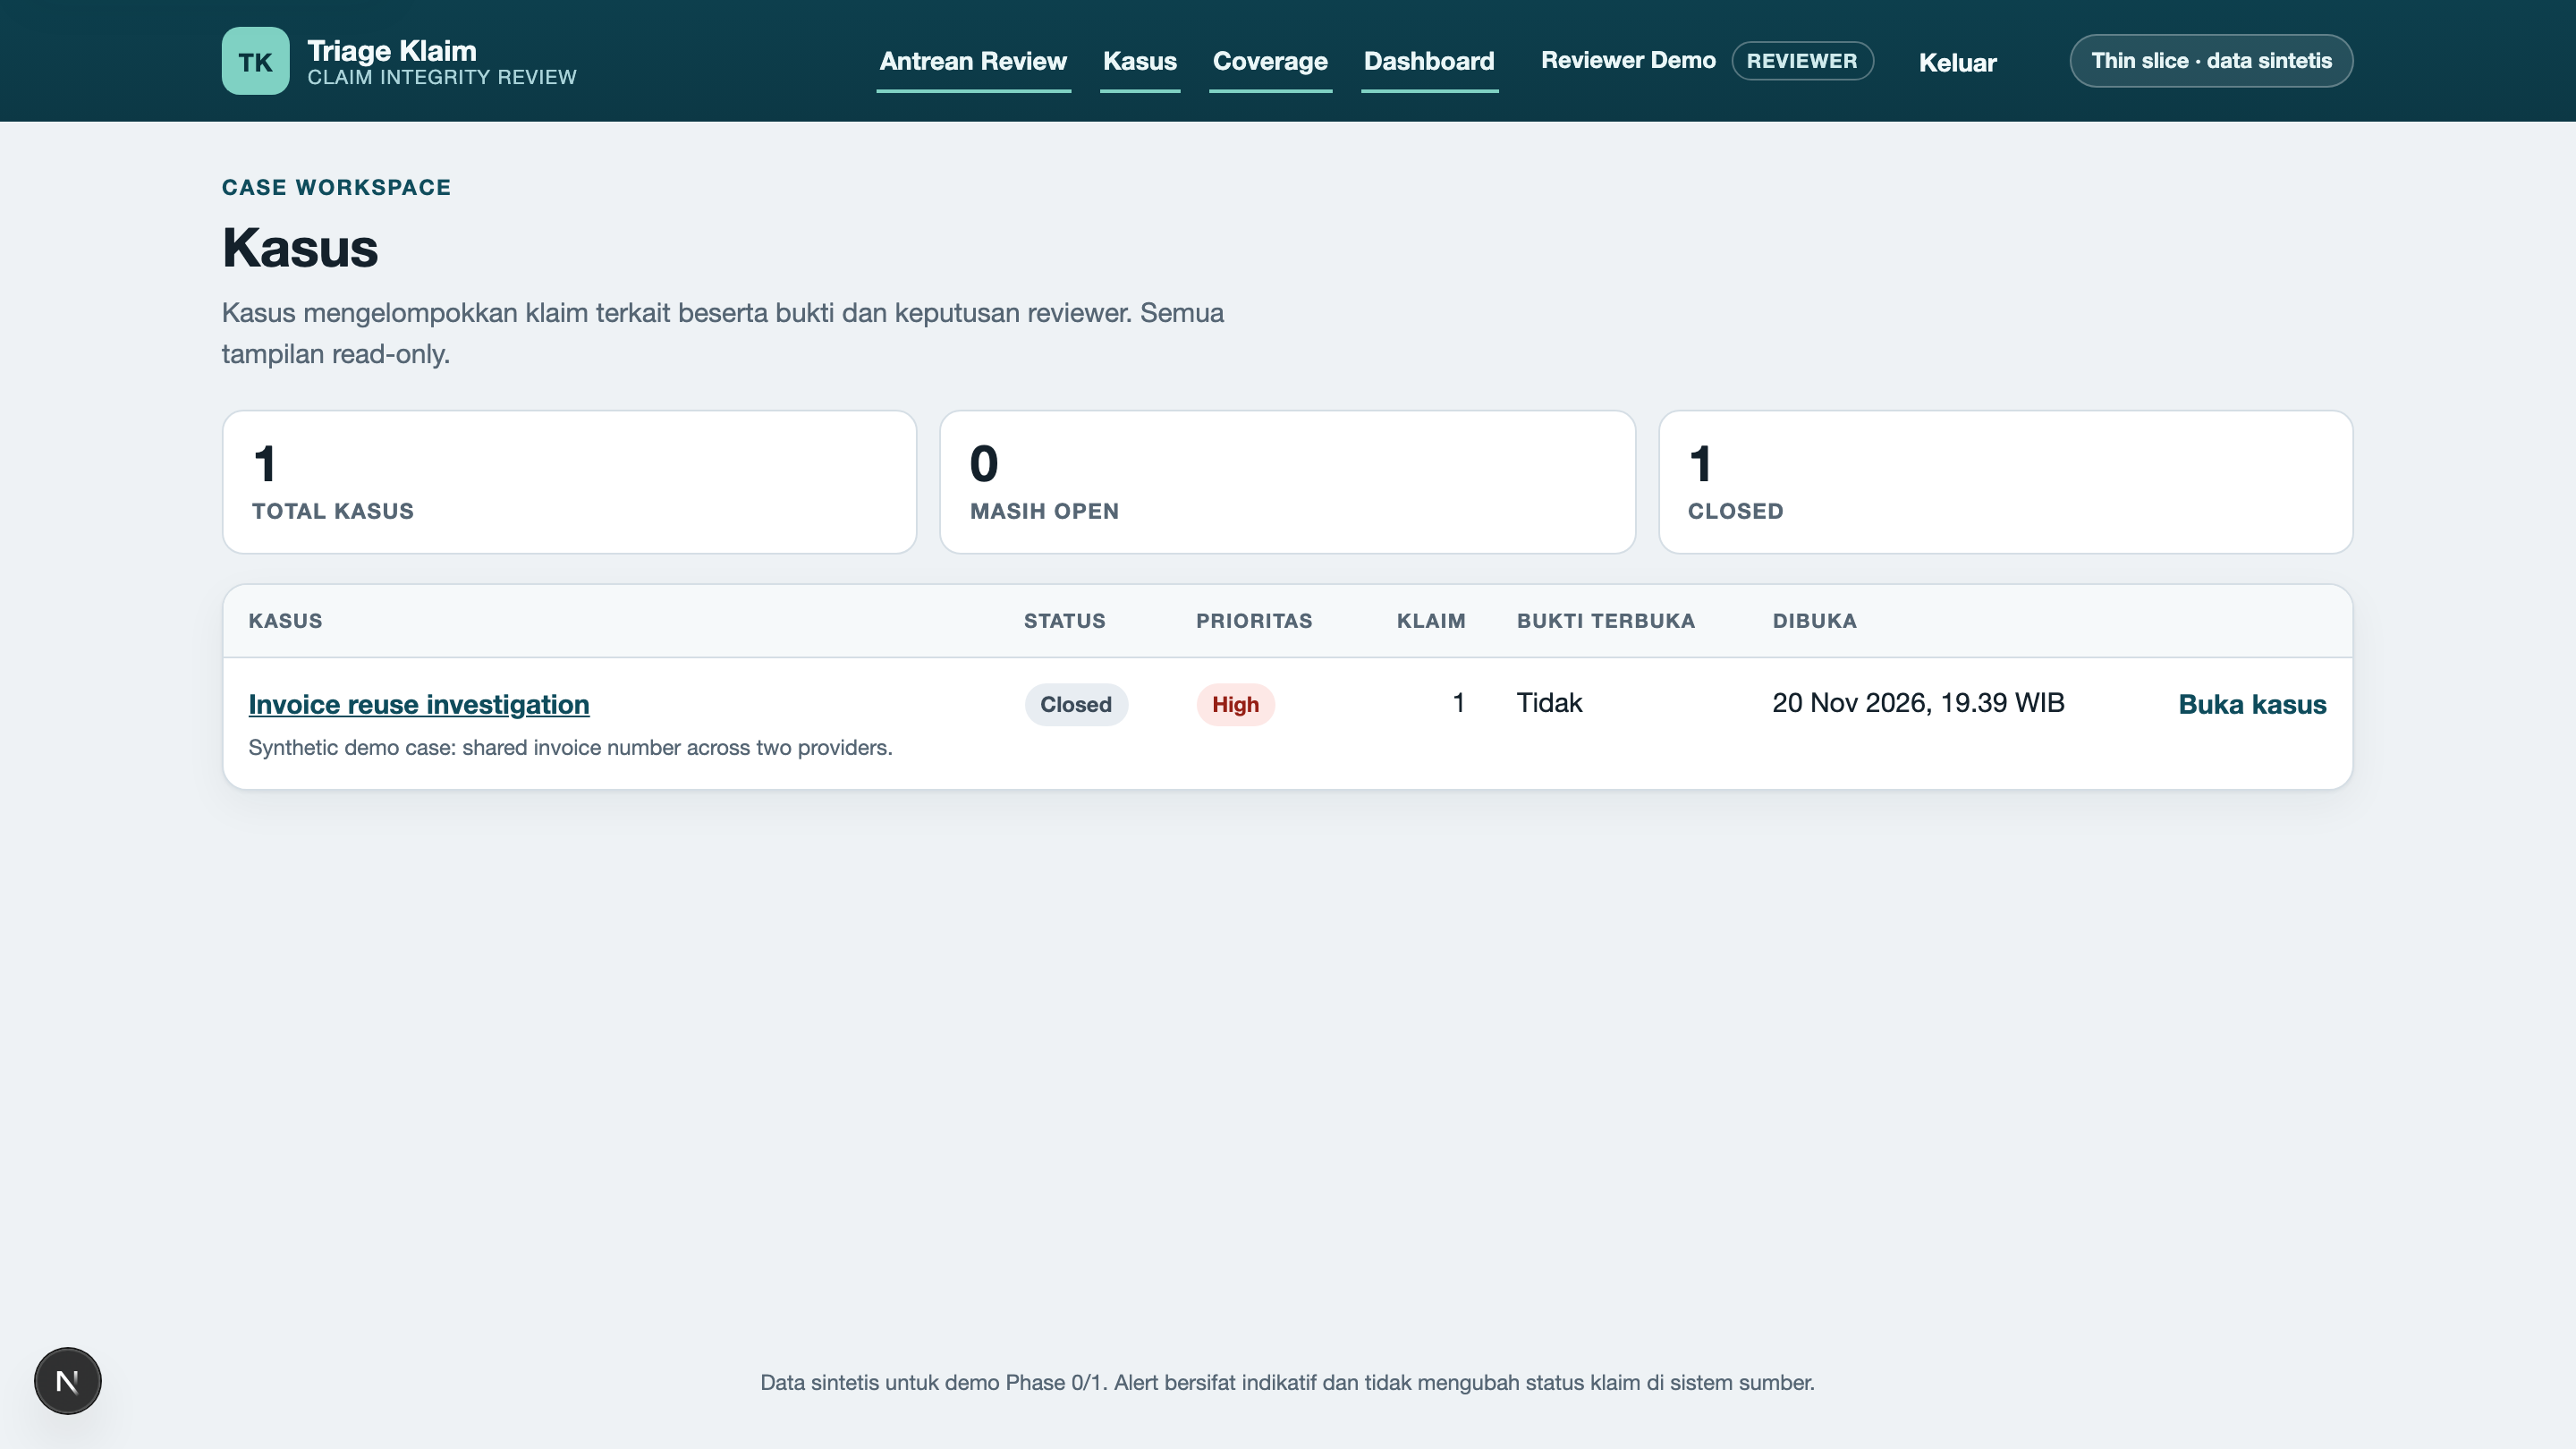 TK
Triage Klaim
CLAIM INTEGRITY REVIEW
Antrean Review
Kasus
Coverage
Dashboard
Reviewer Demo
REVIEWER
Keluar
Thin slice · data sintetis
CASE WORKSPACE
Kasus
Kasus mengelompokkan klaim terkait beserta bukti dan keputusan reviewer. Semua
tampilan read-only.
1
TOTAL KASUS
0
MASIH OPEN
1
CLOSED
KASUS STATUS PRIORITAS KLAIM BUKTI TERBUKA DIBUKA
Invoice reuse investigation Closed High 1 Tidak 20 Nov 2026, 19.39 WIB Buka kasus
Synthetic demo case: shared invoice number across two providers.
N
Data sintetis untuk demo Phase 0/1. Alert bersifat indikatif dan tidak mengubah status klaim di sistem sumber.